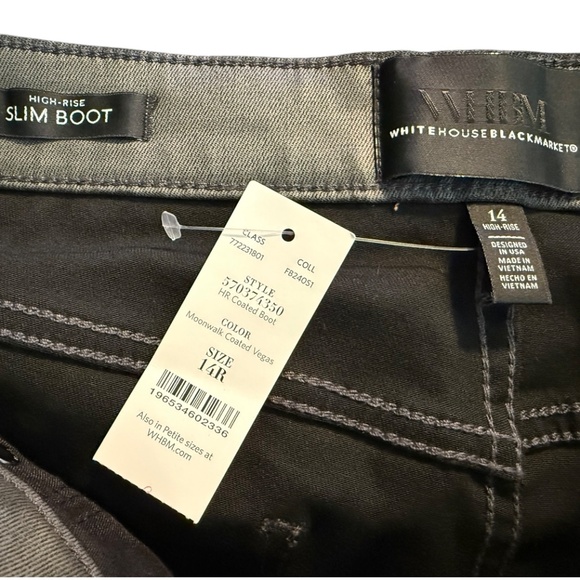 HIGH-RISE
SLIM BOOT
WHBM
WHITEHOUSEBLACKMARKET®
14
HIGH-RISE
DESIGNED
IN USA
MADE IN
VIETNAM
HECHO EN
VIETNAM
CLASS
772231801
COLL
FB24051
STYLE
570374350
HR Coated Boot
COLOR
Moonwalk Coated Vegas
SIZE
14R
196534602336
Also in Petite sizes at
WHBM.com